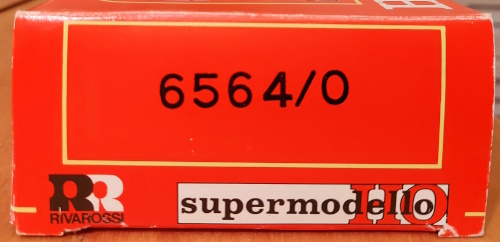 6564/0
RR
RIVAROSSI
supermodello HO